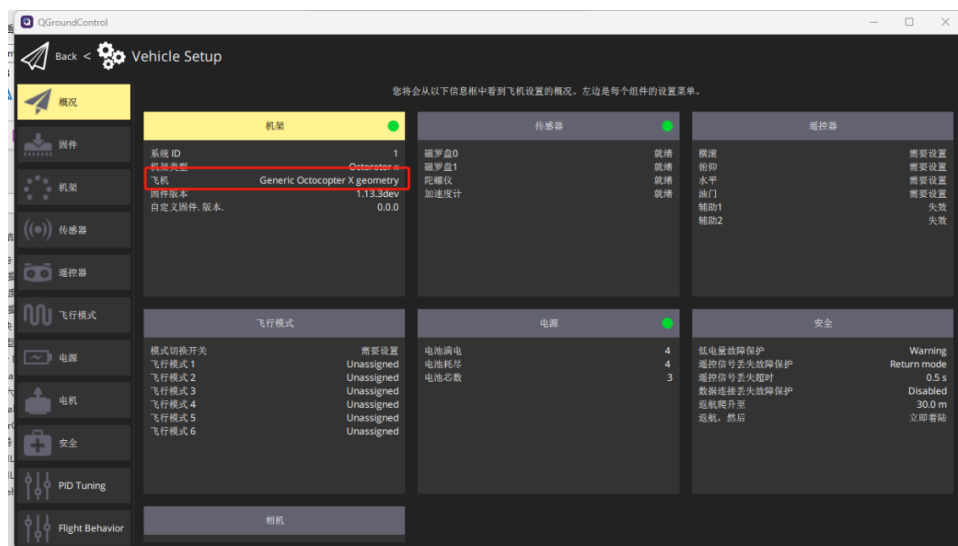 QGroundControl
Back < Vehicle Setup
您将会从以下信息框中看到飞机设置的概况。左边是每个组件的设置菜单。
概况
固件
机架
传感器
遥控器
飞行模式
电源
电机
安全
PID Tuning
Flight Behavior
机架
系统 ID 1
机架类型 Octorotor x
飞机 Generic Octocopter X geometry
固件版本 1.13.3dev
自定义固件. 版本. 0.0.0
传感器
磁罗盘0 就绪
磁罗盘1 就绪
陀螺仪 就绪
加速度计 就绪
遥控器
横滚 需要设置
俯仰 需要设置
水平 需要设置
油门 需要设置
辅助1 失效
辅助2 失效
飞行模式
模式切换开关 需要设置
飞行模式 1 Unassigned
飞行模式 2 Unassigned
飞行模式 3 Unassigned
飞行模式 4 Unassigned
飞行模式 5 Unassigned
飞行模式 6 Unassigned
电源
电池满电 4
电池耗尽 4
电池芯数 3
安全
低电量故障保护 Warning
遥控信号丢失故障保护 Return mode
遥控信号丢失超时 0.5 s
数据连接丢失故障保护 Disabled
返航爬升至 30.0 m
返航，然后 立即着陆
相机